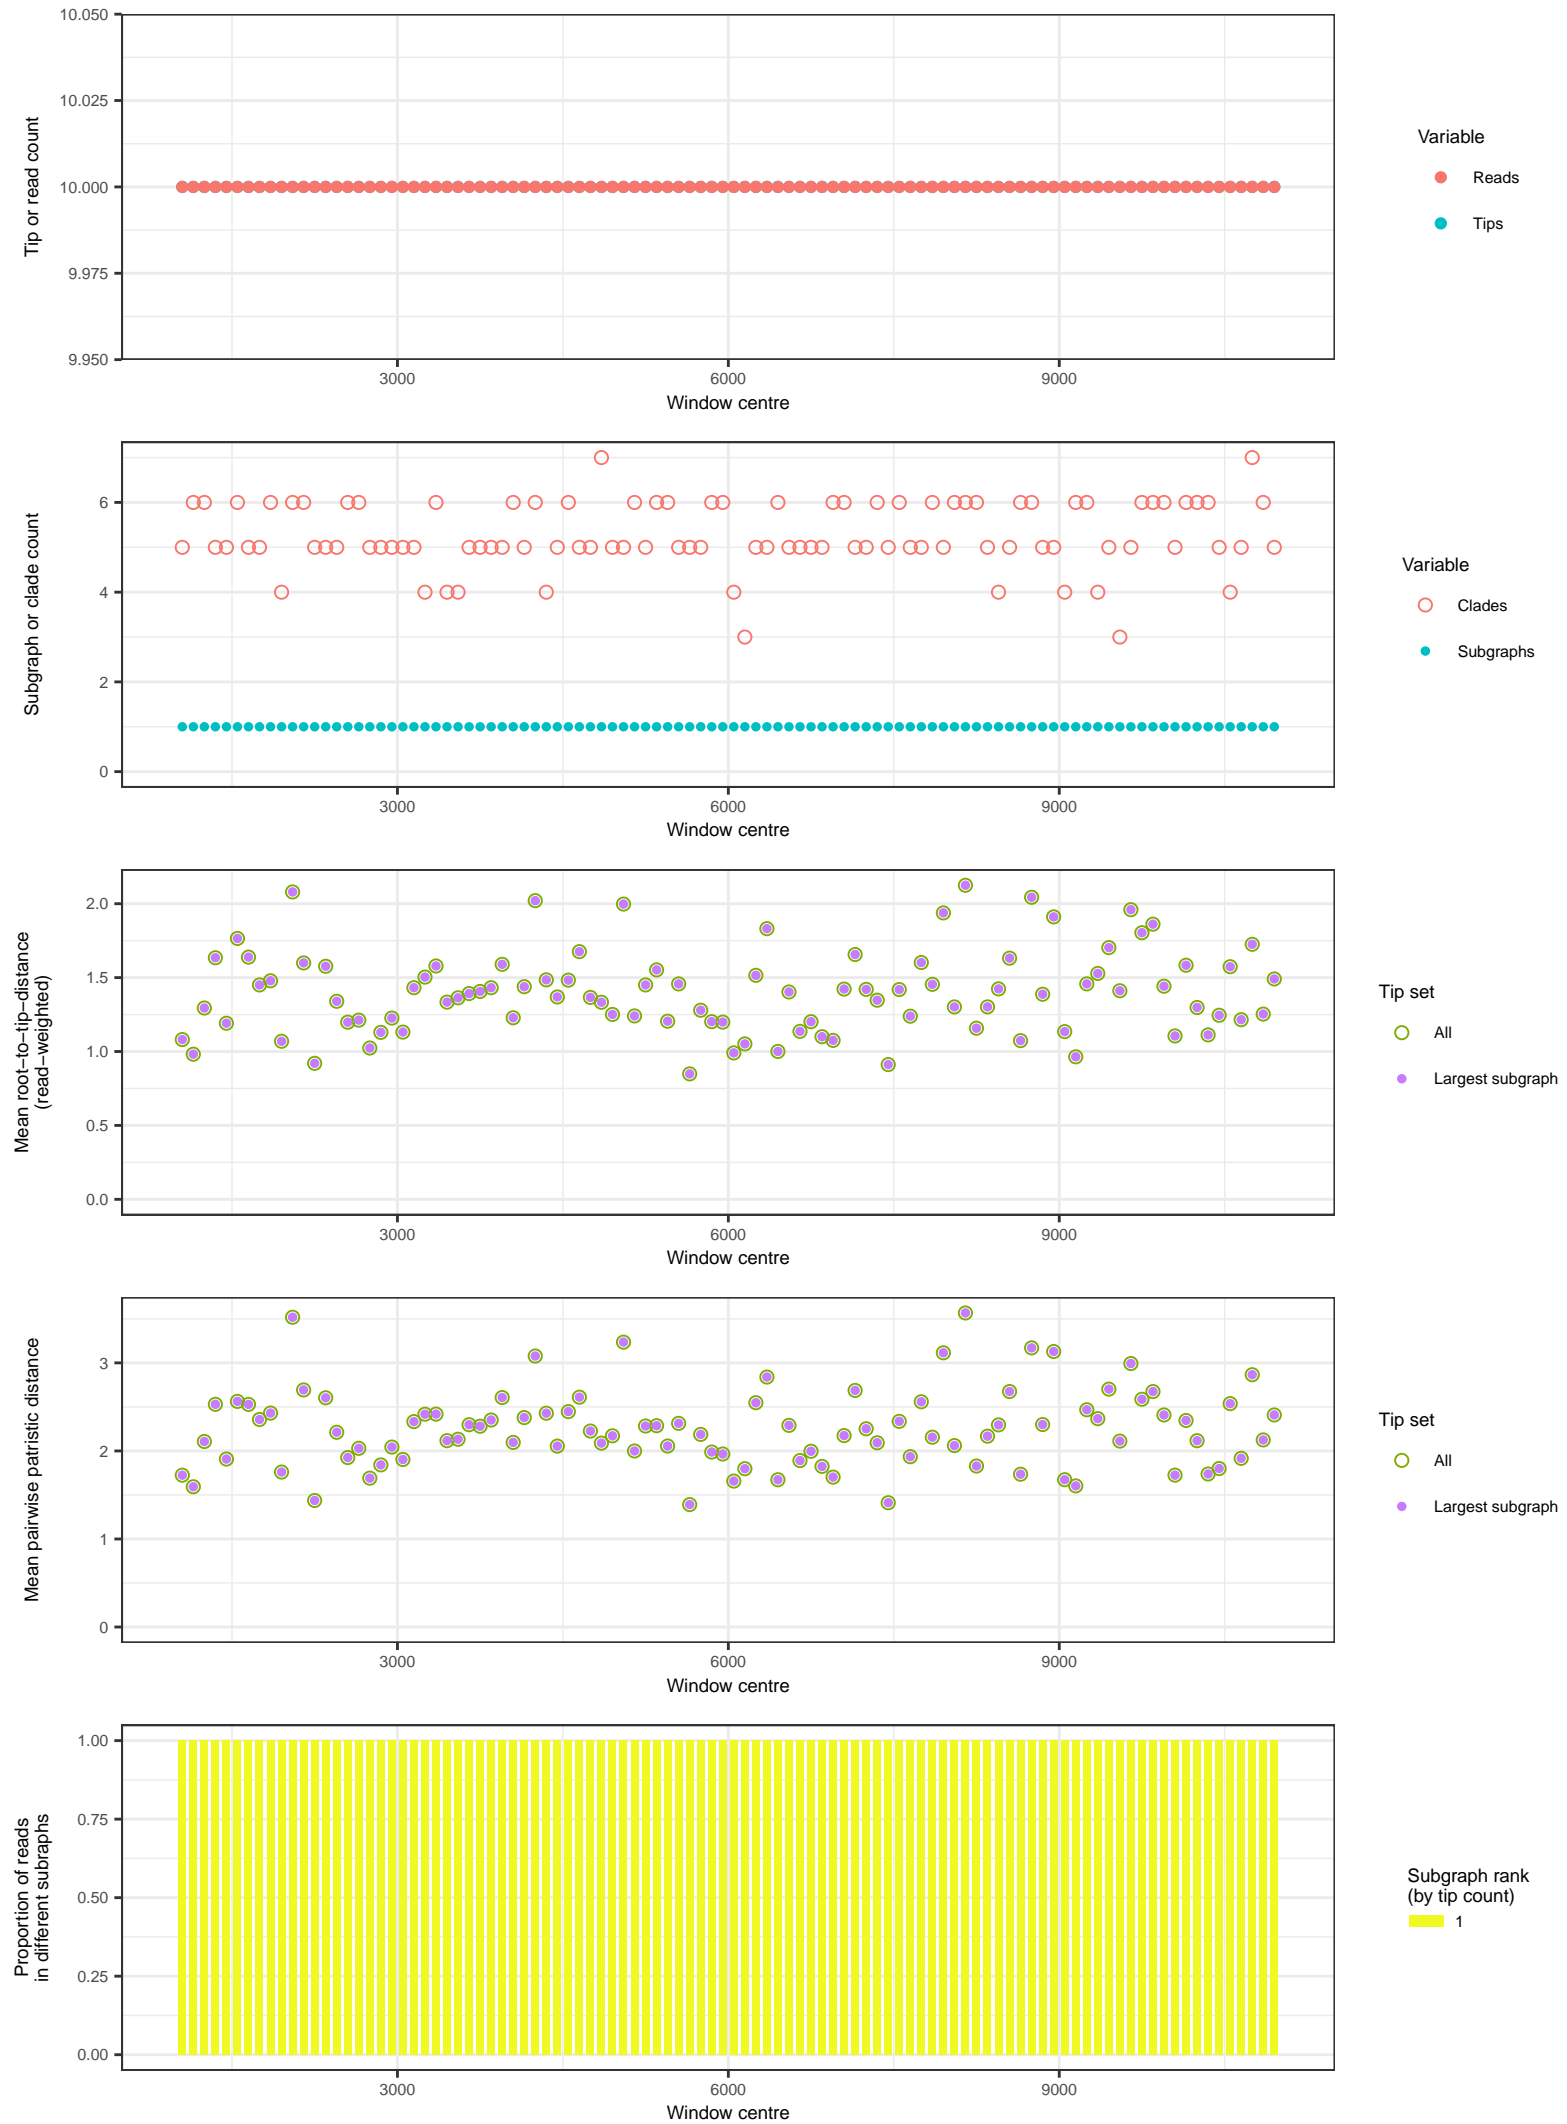 10.050
10.025
10.000
9.975
9.950
Tip or read count
3000
6000
9000
Window centre
Variable
Reads
Tips
6
4
2
0
Subgraph or clade count
3000
6000
9000
Window centre
Variable
Clades
Subgraphs
2.0
1.5
1.0
0.5
0.0
Mean root−to−tip−distance
(read−weighted)
3000
6000
9000
Window centre
Tip set
All
Largest subgraph
3
2
1
0
Mean pairwise patristic distance
3000
6000
9000
Window centre
Tip set
All
Largest subgraph
1.00
0.75
0.50
0.25
0.00
Proportion of reads
in different subraphs
3000
6000
9000
Window centre
Subgraph rank
(by tip count)
1